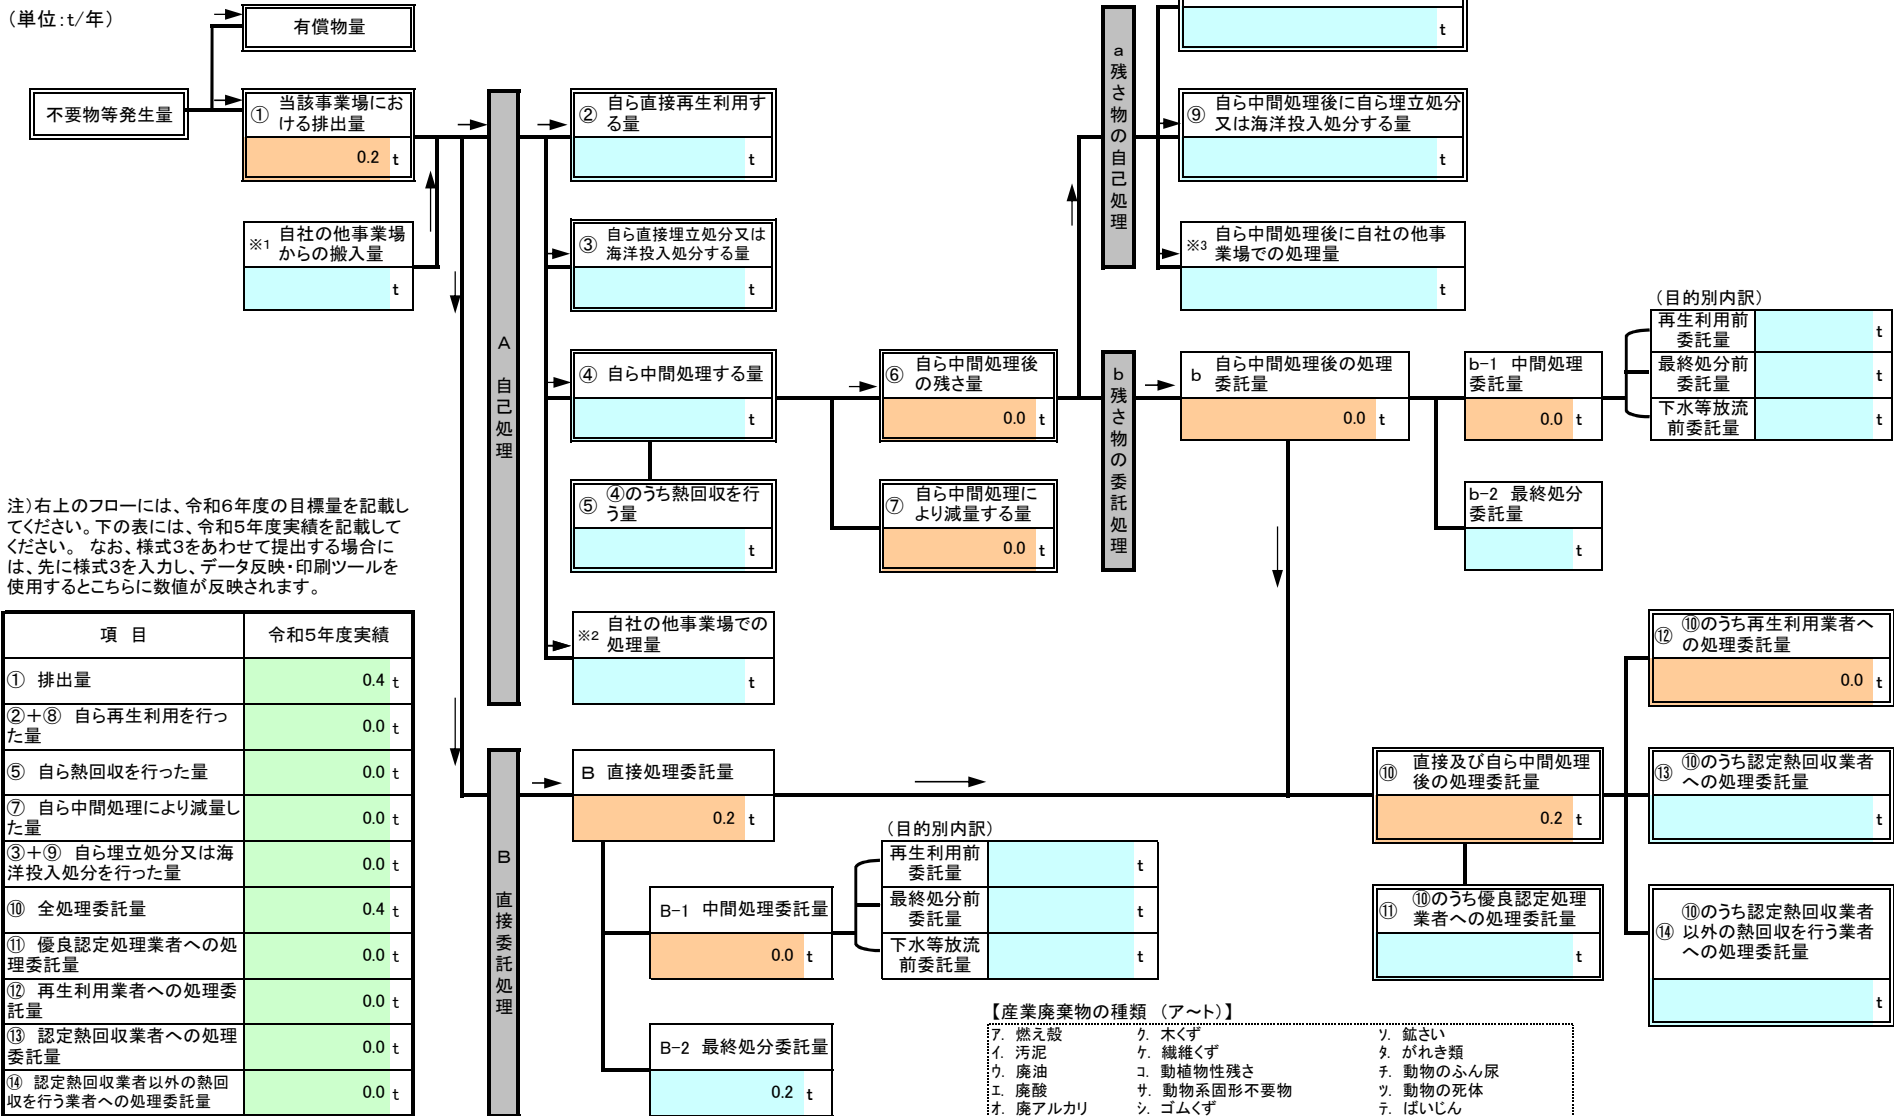 (単位:t/年)
有償物量
不要物等発生量
① 当該事業場にお
ける排出量
0.2 t
※1 自社の他事業場
からの搬入量
t
A 自己処理
② 自ら直接再生利用す
る量
t
③ 自ら直接埋立処分又は
海洋投入処分する量
t
④ 自ら中間処理する量
t
⑤ ④のうち熱回収を行
う量
t
※2 自社の他事業場での
処理量
t
⑥ 自ら中間処理後
の残さ量
0.0 t
⑦ 自ら中間処理に
より減量する量
0.0 t
a 残さ物の自己処理
t
⑨ 自ら中間処理後に自ら埋立処分
又は海洋投入処分する量
t
※3 自ら中間処理後に自社の他事
業場での処理量
t
b 残さ物の委託処理
b 自ら中間処理後の処理
委託量
0.0 t
b-1 中間処理
委託量
0.0 t
(目的別内訳)
再生利用前
委託量
t
最終処分前
委託量
t
下水等放流
前委託量
t
b-2 最終処分
委託量
t
注)右上のフローには、令和6年度の目標量を記載し
てください。下の表には、令和5年度実績を記載して
ください。 なお、様式3をあわせて提出する場合に
は、先に様式3を入力し、データ反映・印刷ツールを
使用するとこちらに数値が反映されます。
項 目 令和5年度実績
① 排出量 0.4 t
②+⑧ 自ら再生利用を行っ
た量 0.0 t
⑤ 自ら熱回収を行った量 0.0 t
⑦ 自ら中間処理により減量し
た量 0.0 t
③+⑨ 自ら埋立処分又は海
洋投入処分を行った量 0.0 t
⑩ 全処理委託量 0.4 t
⑪ 優良認定処理業者への処
理委託量 0.0 t
⑫ 再生利用業者への処理委
託量 0.0 t
⑬ 認定熱回収業者への処理
委託量 0.0 t
⑭ 認定熱回収業者以外の熱回
収を行う業者への処理委託量 0.0 t
B 直接委託処理
B 直接処理委託量
0.2 t
B-1 中間処理委託量
0.0 t
(目的別内訳)
再生利用前
委託量
t
最終処分前
委託量
t
下水等放流
前委託量
t
B-2 最終処分委託量
0.2 t
⑩ 直接及び自ら中間処理
後の処理委託量
0.2 t
⑪ ⑩のうち優良認定処理
業者への処理委託量
t
⑫ ⑩のうち再生利用業者へ
の処理委託量
0.0 t
⑬ ⑩のうち認定熱回収業者
への処理委託量
t
⑭ ⑩のうち認定熱回収業者
以外の熱回収を行う業者
への処理委託量
t
【産業廃棄物の種類 (ア~ト)】
ア. 燃え殻 ク. 木くず ソ. 鉱さい
イ. 汚泥 ケ. 繊維くず タ. がれき類
ウ. 廃油 コ. 動植物性残さ チ. 動物のふん尿
エ. 廃酸 サ. 動物系固形不要物 ツ. 動物の死体
オ. 廃アルカリ シ. ゴムくず テ. ばいじん